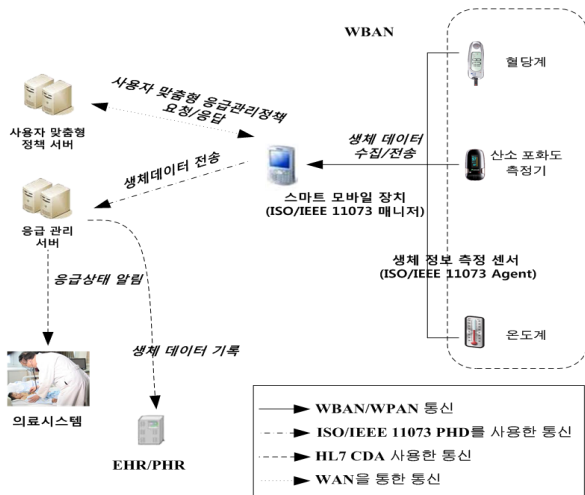 WBAN
혈당계
사용자 맞춤형 응급관리정책
요청/응답
사용자 맞춤형
정책 서버
생체 데이터
수집/전송
산소 포화도
측정기
생체데이터 전송
스마트 모바일 장치
(ISO/IEEE 11073 매니저)
응급 관리
서버
생체 정보 측정 센서
(ISO/IEEE 11073 Agent)
응급상태 알림
온도계
생체 데이터 기록
의료시스템
EHR/PHR
WBAN/WPAN 통신
ISO/IEEE 11073 PHD를 사용한 통신
HL7 CDA 사용한 통신
WAN을 통한 통신